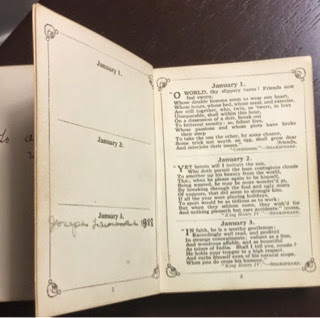 January 1.
January 2.
January 3.
Joseph 1988
1
January 1.
"O WORLD, thy slippery turns! Friends now
fast sworn,
Whose double bosoms seem to wear one heart,
Whose hours, whose bed, whose meal, and exercise,
Are still together, who twin, as 'twere, in love
Unseparable, shall within this hour,
On a dissension of a doit, break out
To bitterest enmity: so, fellest foes,
Whose passions and whose plots have broke
their sleep
To take the one the other, by some chance,
Some trick not worth an egg, shall grow dear
friends,
And interjoin their issues."
"Coriolanus."—SHAKESPEARE.
January 2.
"YET herein will I imitate the sun,
Who doth permit the base contagious clouds
To smother up his beauty from the world,
That, when he please again to be himself,
Being wanted, he may be more wonder'd at,
By breaking through the foul and ugly mists
Of vapours, that did seem to strangle him.
If all the year were playing holidays,
To sport would be as tedious as to work;
But when they seldom come, they wish'd for
come,
And nothing pleaseth but rare accidents."
"King Henry IV."—SHAKESPEARE.
January 3.
"IN faith, he is a worthy gentleman;
Exceedingly well read, and profited
In strange concealments; valiant as a lion,
And wondrous affable, and as bountiful
As mines of India. Shall I tell you, cousin?
He holds your temper in a high respect,
And curbs himself even of his natural scope,
When you do cross his humour."
"King Henry IV."—SHAKESPEARE.
2